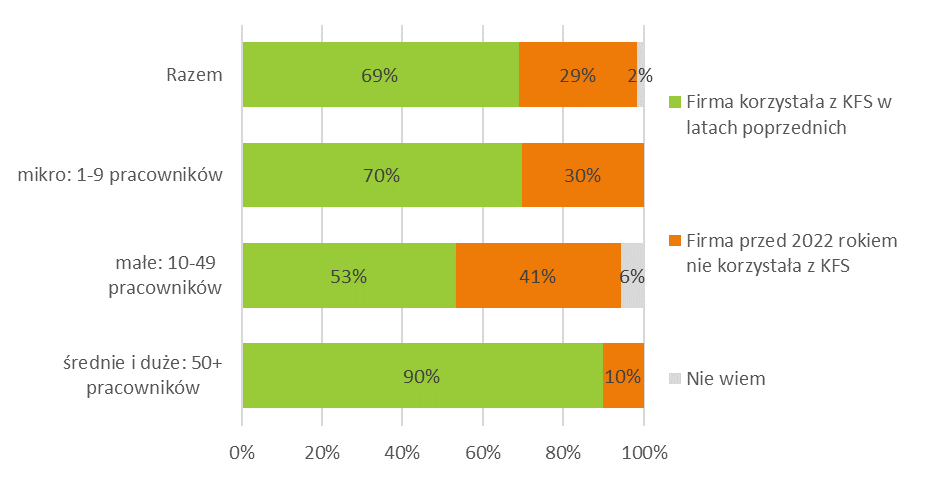 Razem
69%
29%
2%
mikro: 1-9 pracowników
70%
30%
małe: 10-49
pracowników
53%
41%
6%
średnie i duże: 50+
pracowników
90%
10%
0%
20%
40%
60%
80%
100%
Firma korzystała z KFS w
latach poprzednich
Firma przed 2022 rokiem
nie korzystała z KFS
Nie wiem